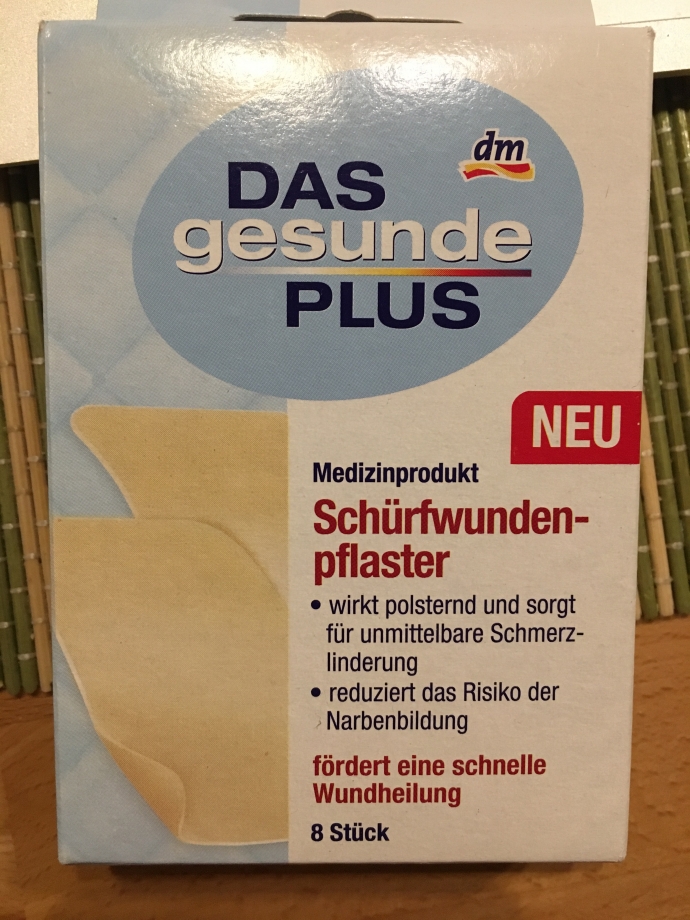 dm
DAS
gesunde
PLUS
NEU
Medizinprodukt
Schürfwunden-
pflaster
• wirkt polsternd und sorgt
für unmittelbare Schmerz-
linderung
• reduziert das Risiko der
Narbenbildung
fördert eine schnelle
Wundheilung
8 Stück